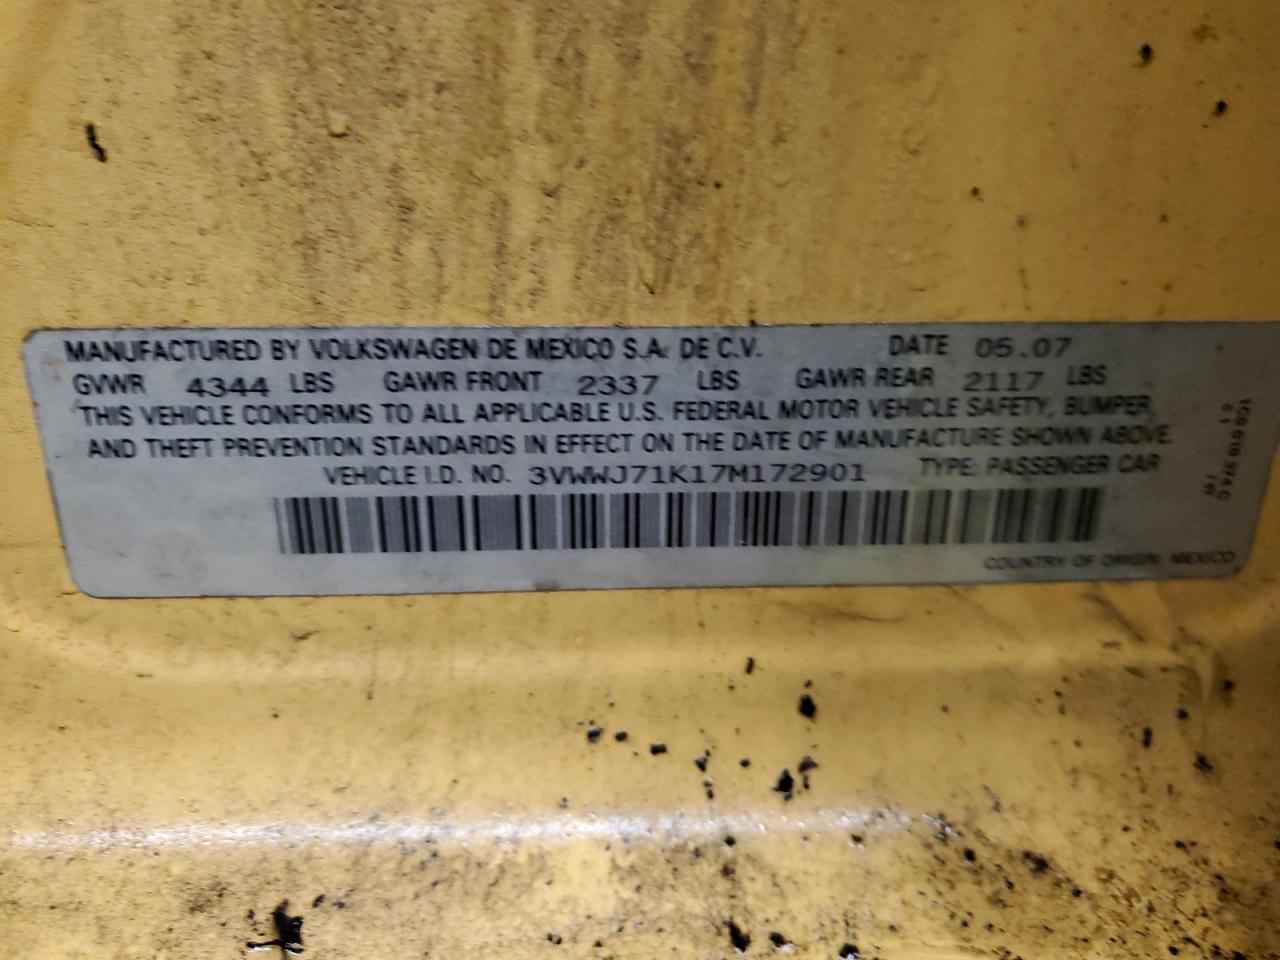 MANUFACTURED BY VOLKSWAGEN DE MEXICO S.A. DE C.V. DATE 05.07
GVWR 4344 LBS GAWR FRONT 2337 LBS GAWR REAR 2117 LBS
THIS VEHICLE CONFORMS TO ALL APPLICABLE U.S. FEDERAL MOTOR VEHICLE SAFETY, BUMPER,
AND THEFT PREVENTION STANDARDS IN EFFECT ON THE DATE OF MANUFACTURE SHOWN ABOVE.
VEHICLE I.D. NO. 3VWWJ71K17M172901 TYPE: PASSENGER CAR
COUNTRY OF ORIGIN: MEXICO